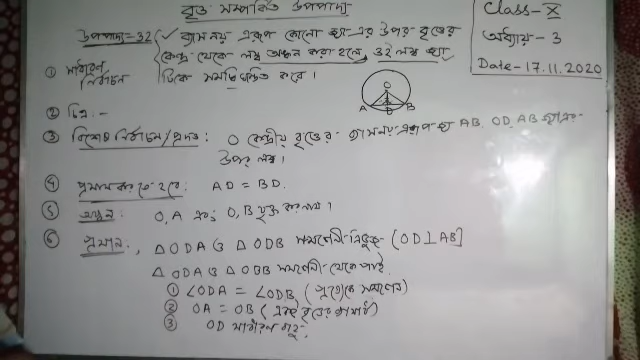 বৃত্ত সম্পর্কিত উপপাদ্য
Class-X
অধ্যায় - 3
Date - 17.11.2020
উপপাদ্য-32 ব্যাস নয় এরূপ কোনো জ্যা-এর উপর বৃত্তের
কেন্দ্র থেকে লম্ব অঙ্কন করা হলে, ওই লম্ব জ্যা
① সাধারণ নির্বচন টিকে সমদ্বিখণ্ডিত করে।
O
A D B
② চিত্র :-
③ বিশেষ নির্বচন/প্রদত্ত: O কেন্দ্রীয় বৃত্তের ব্যাস নয় এরূপ জ্যা AB. OD, AB জ্যা এর
উপর লম্ব।
④ প্রমাণ করতে হবে: AD = BD.
⑤ অঙ্কন: O, A এবং O, B যুক্ত করলাম।
⑥ প্রমাণ: △ODA ও △ODB সমকোণী ত্রিভুজ [OD⊥AB]
△ODA ও △ODB সমকোণী থেকে পাই,
① ∠ODA = ∠ODB (প্রত্যেকে সমকোণ)
② OA = OB (একই বৃত্তের ব্যাসার্ধ)
③ OD সাধারণ বাহু.